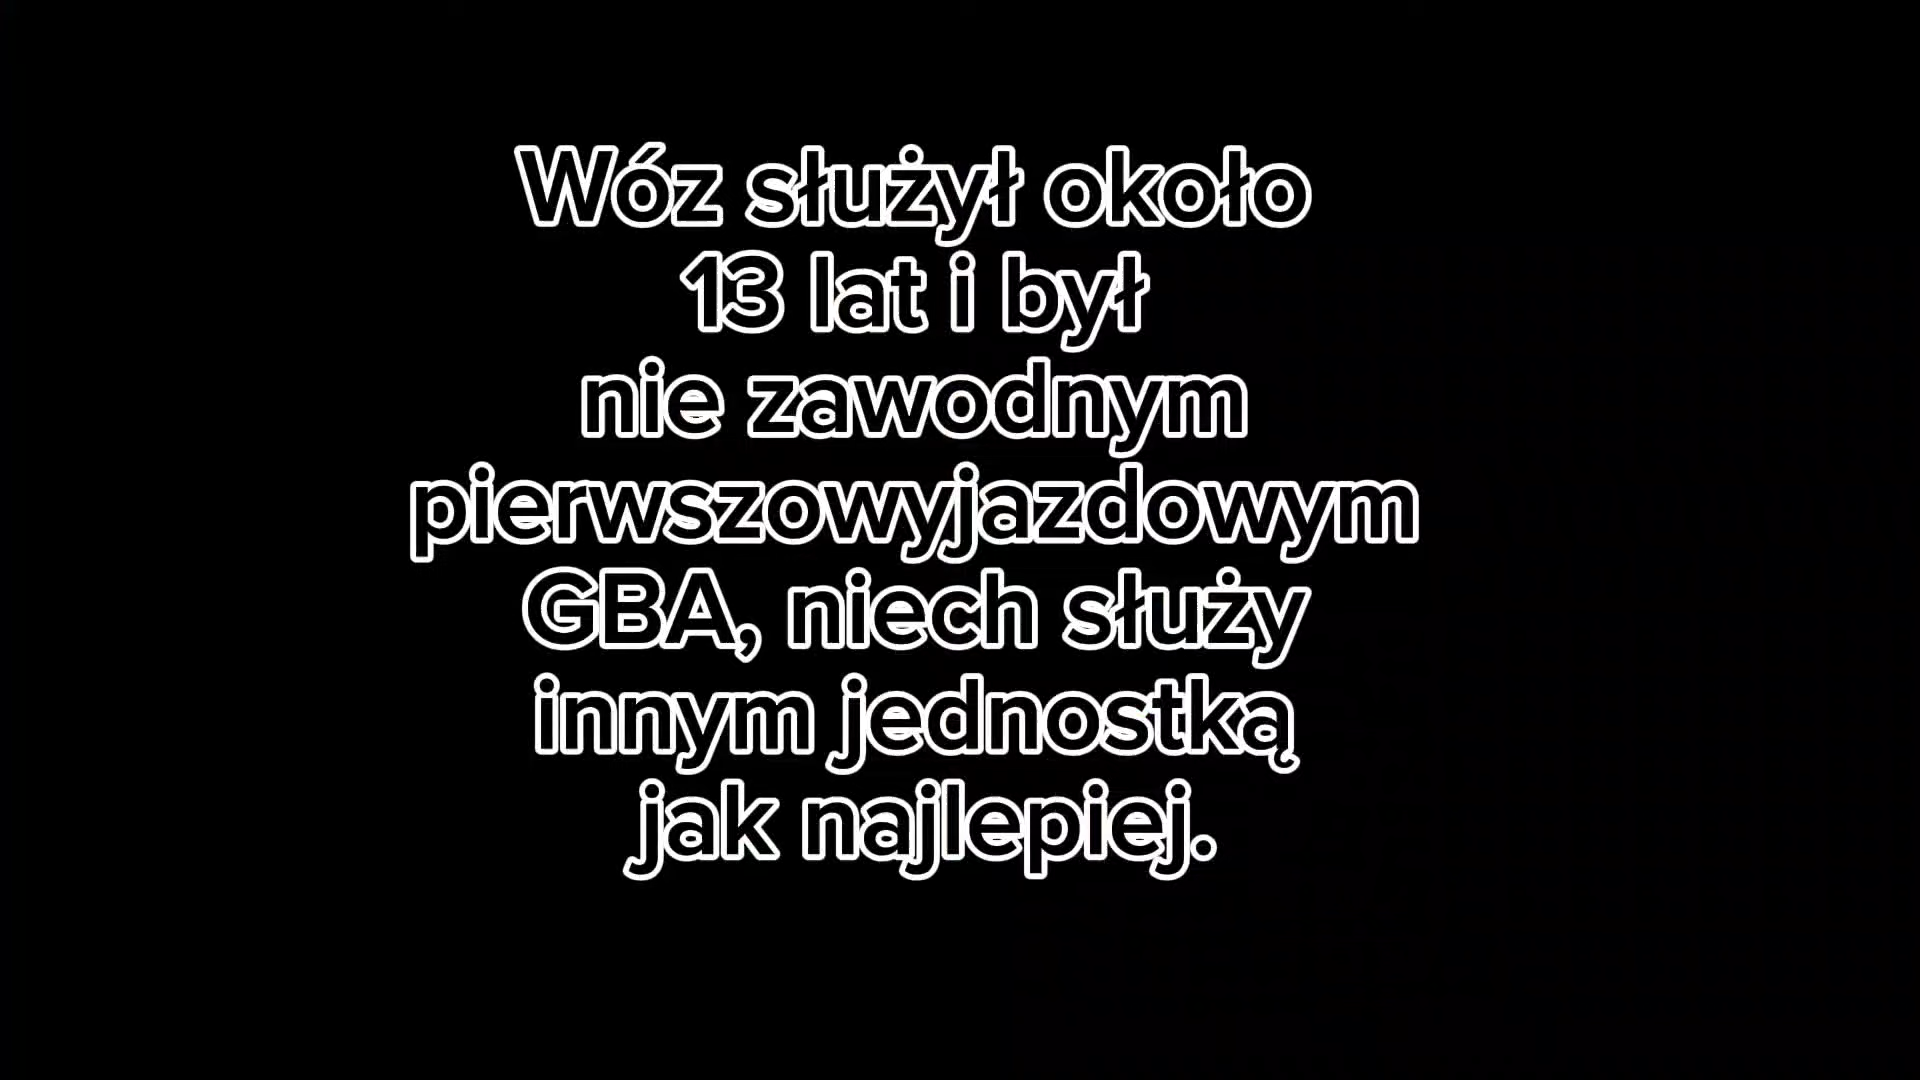 Wóz służył około
13 lat i był
nie zawodnym
pierwszowyjazdowym
GBA, niech służy
innym jednostką
jak najlepiej.